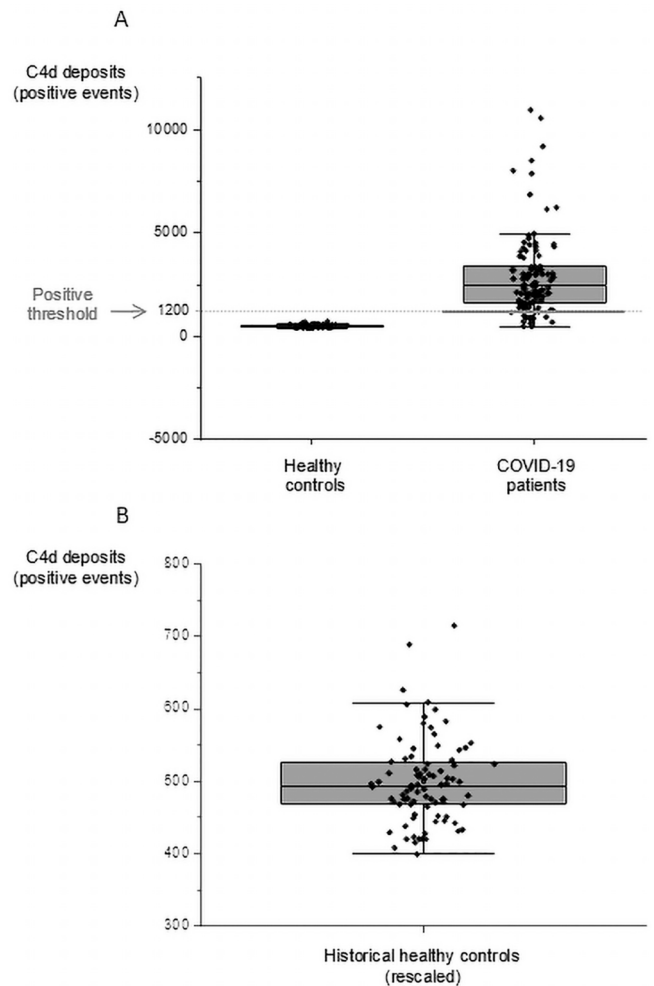 A
C4d deposits
(positive events)
10000
5000
Positive
threshold
1200
0
-5000
Healthy
controls
COVID-19
patients
B
C4d deposits
(positive events)
800
700
600
500
400
300
Historical healthy controls
(rescaled)